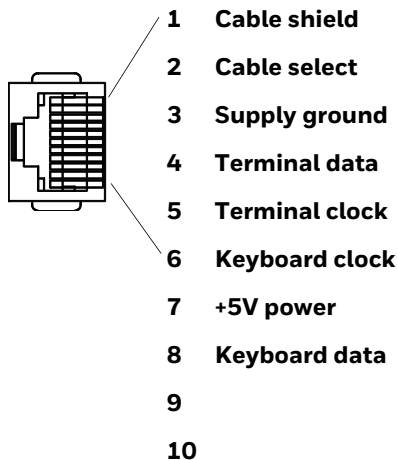 1 Cable shield
2 Cable select
3 Supply ground
4 Terminal data
5 Terminal clock
6 Keyboard clock
7 +5V power
8 Keyboard data
9
10